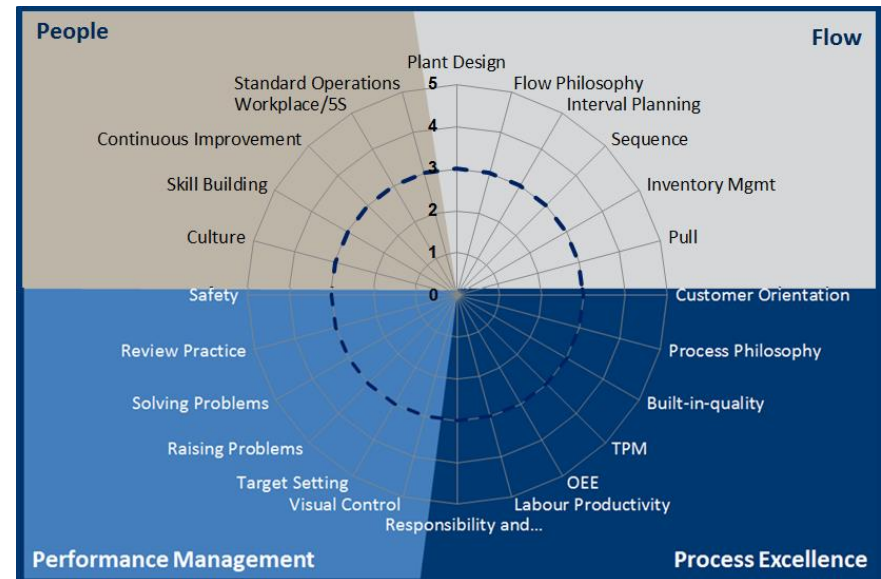 People
Flow
Plant Design
Standard Operations
Flow Philosophy
Workplace/5S
Interval Planning
Continuous Improvement
Sequence
Skill Building
Inventory Mgmt
Culture
Pull
Safety
Customer Orientation
Review Practice
Process Philosophy
Solving Problems
Built-in-quality
Raising Problems
TPM
Target Setting
OEE
Visual Control
Labour Productivity
Responsibility and...
5
4
3
2
1
0
Performance Management
Process Excellence